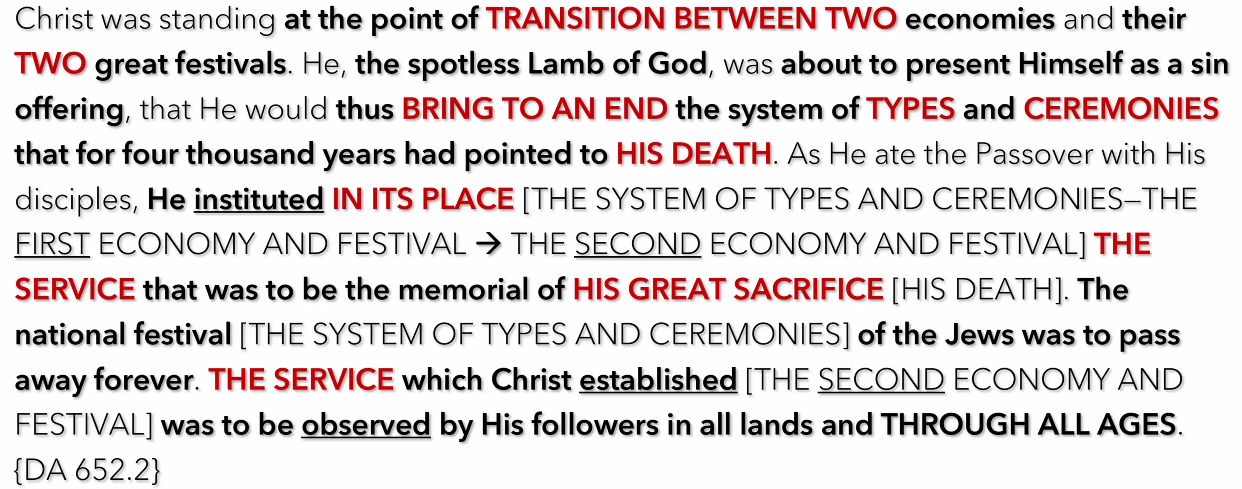 Christ was standing at the point of TRANSITION BETWEEN TWO economies and their
TWO great festivals. He, the spotless Lamb of God, was about to present Himself as a sin
offering, that He would thus BRING TO AN END the system of TYPES and CEREMONIES
that for four thousand years had pointed to HIS DEATH. As He ate the Passover with His
disciples, He instituted IN ITS PLACE [THE SYSTEM OF TYPES AND CEREMONIES—THE
FIRST ECONOMY AND FESTIVAL → THE SECOND ECONOMY AND FESTIVAL] THE
SERVICE that was to be the memorial of HIS GREAT SACRIFICE [HIS DEATH]. The
national festival [THE SYSTEM OF TYPES AND CEREMONIES] of the Jews was to pass
away forever. THE SERVICE which Christ established [THE SECOND ECONOMY AND
FESTIVAL] was to be observed by His followers in all lands and THROUGH ALL AGES.
{DA 652.2}